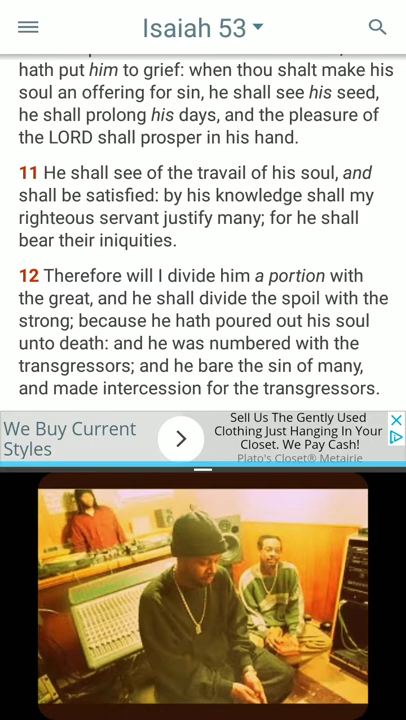 Isaiah 53
hath put him to grief: when thou shalt make his
soul an offering for sin, he shall see his seed,
he shall prolong his days, and the pleasure of
the LORD shall prosper in his hand.
11 He shall see of the travail of his soul, and
shall be satisfied: by his knowledge shall my
righteous servant justify many; for he shall
bear their iniquities.
12 Therefore will I divide him a portion with
the great, and he shall divide the spoil with the
strong; because he hath poured out his soul
unto death: and he was numbered with the
transgressors; and he bare the sin of many,
and made intercession for the transgressors.
We Buy Current
Styles
Sell Us The Gently Used
Clothing Just Hanging In Your
Closet. We Pay Cash!
Plato's Closet® Metairie